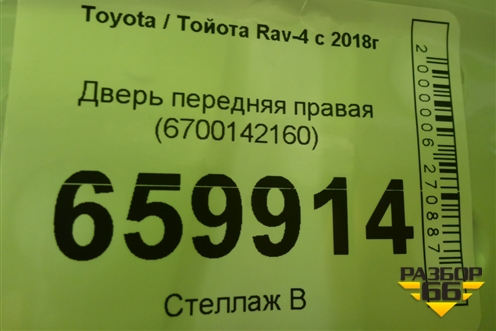 Toyota / Тойота Rav-4 с 2018г
Дверь передняя правая
(6700142160)
659914
Стеллаж В
2000006270887
РАЗБОР
66